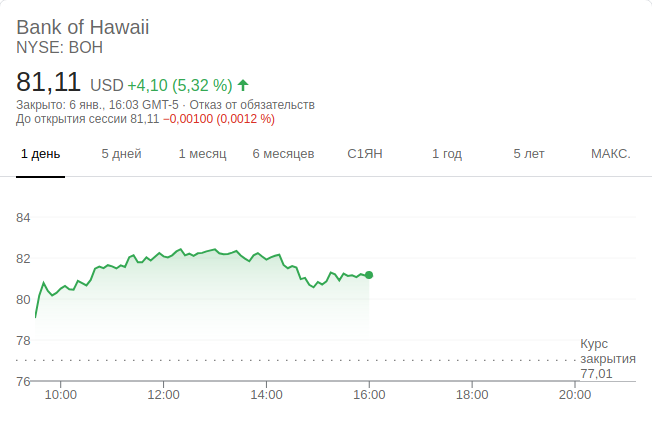 Bank of Hawaii
NYSE: BOH
81,11 USD +4,10 (5,32 %)
Закрыто: 6 янв., 16:03 GMT-5 · Отказ от обязательств
До открытия сессии 81,11 −0,00100 (0,0012 %)
1 день 5 дней 1 месяц 6 месяцев С1ЯН 1 год 5 лет МАКС.
84
82
80
78
76
Курс
закрытия
77,01
10:00 12:00 14:00 16:00 18:00 20:00